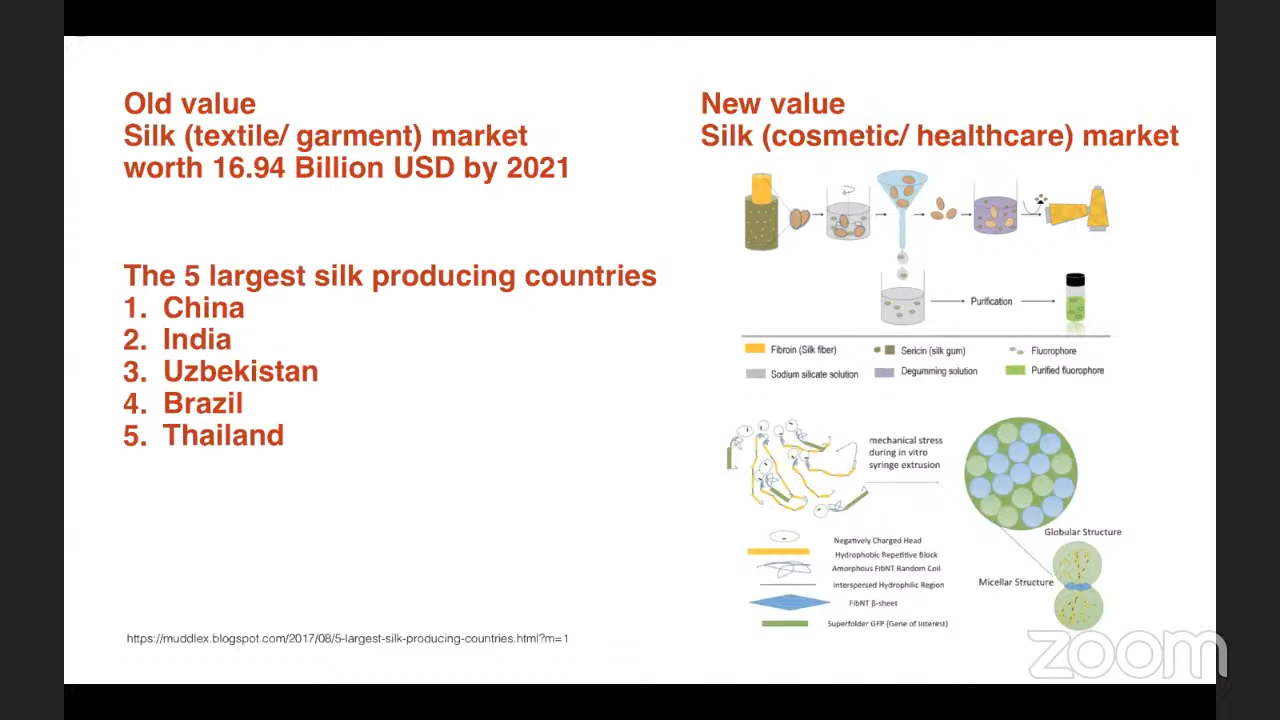 Old value
Silk (textile/ garment) market
worth 16.94 Billion USD by 2021
The 5 largest silk producing countries
1. China
2. India
3. Uzbekistan
4. Brazil
5. Thailand
https://muddlex.blogspot.com/2017/08/5-largest-silk-producing-countries.html?m=1
New value
Silk (cosmetic/ healthcare) market
Purification
Fibroin (Silk fiber)
Sericin (silk gum)
Fluorophore
Sodium silicate solution
Degumming solution
Purified fluorophore
mechanical stress
during in vitro
syringe extrusion
Globular Structure
Micellar Structure
Negatively Charged Head
Hydrophobic Repetitive Block
Amorphous FibNT Random Coil
Interspersed Hydrophilic Region
FibNT β-sheet
Superfolder GFP (Gene of Interest)
zoom